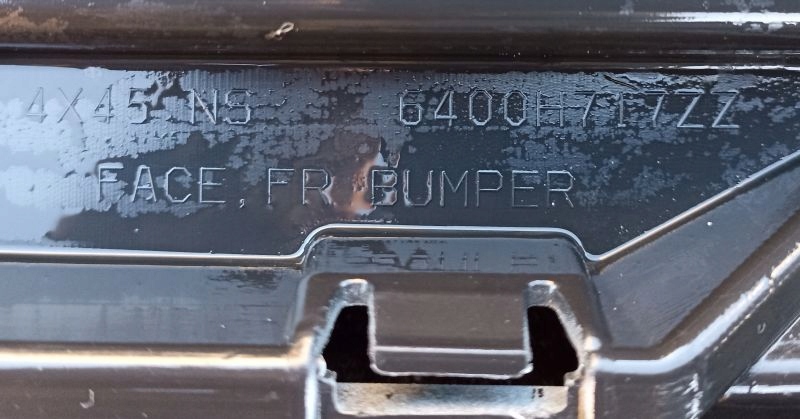 4X45 NS 6400H717ZZ
FACE, FR BUMPER